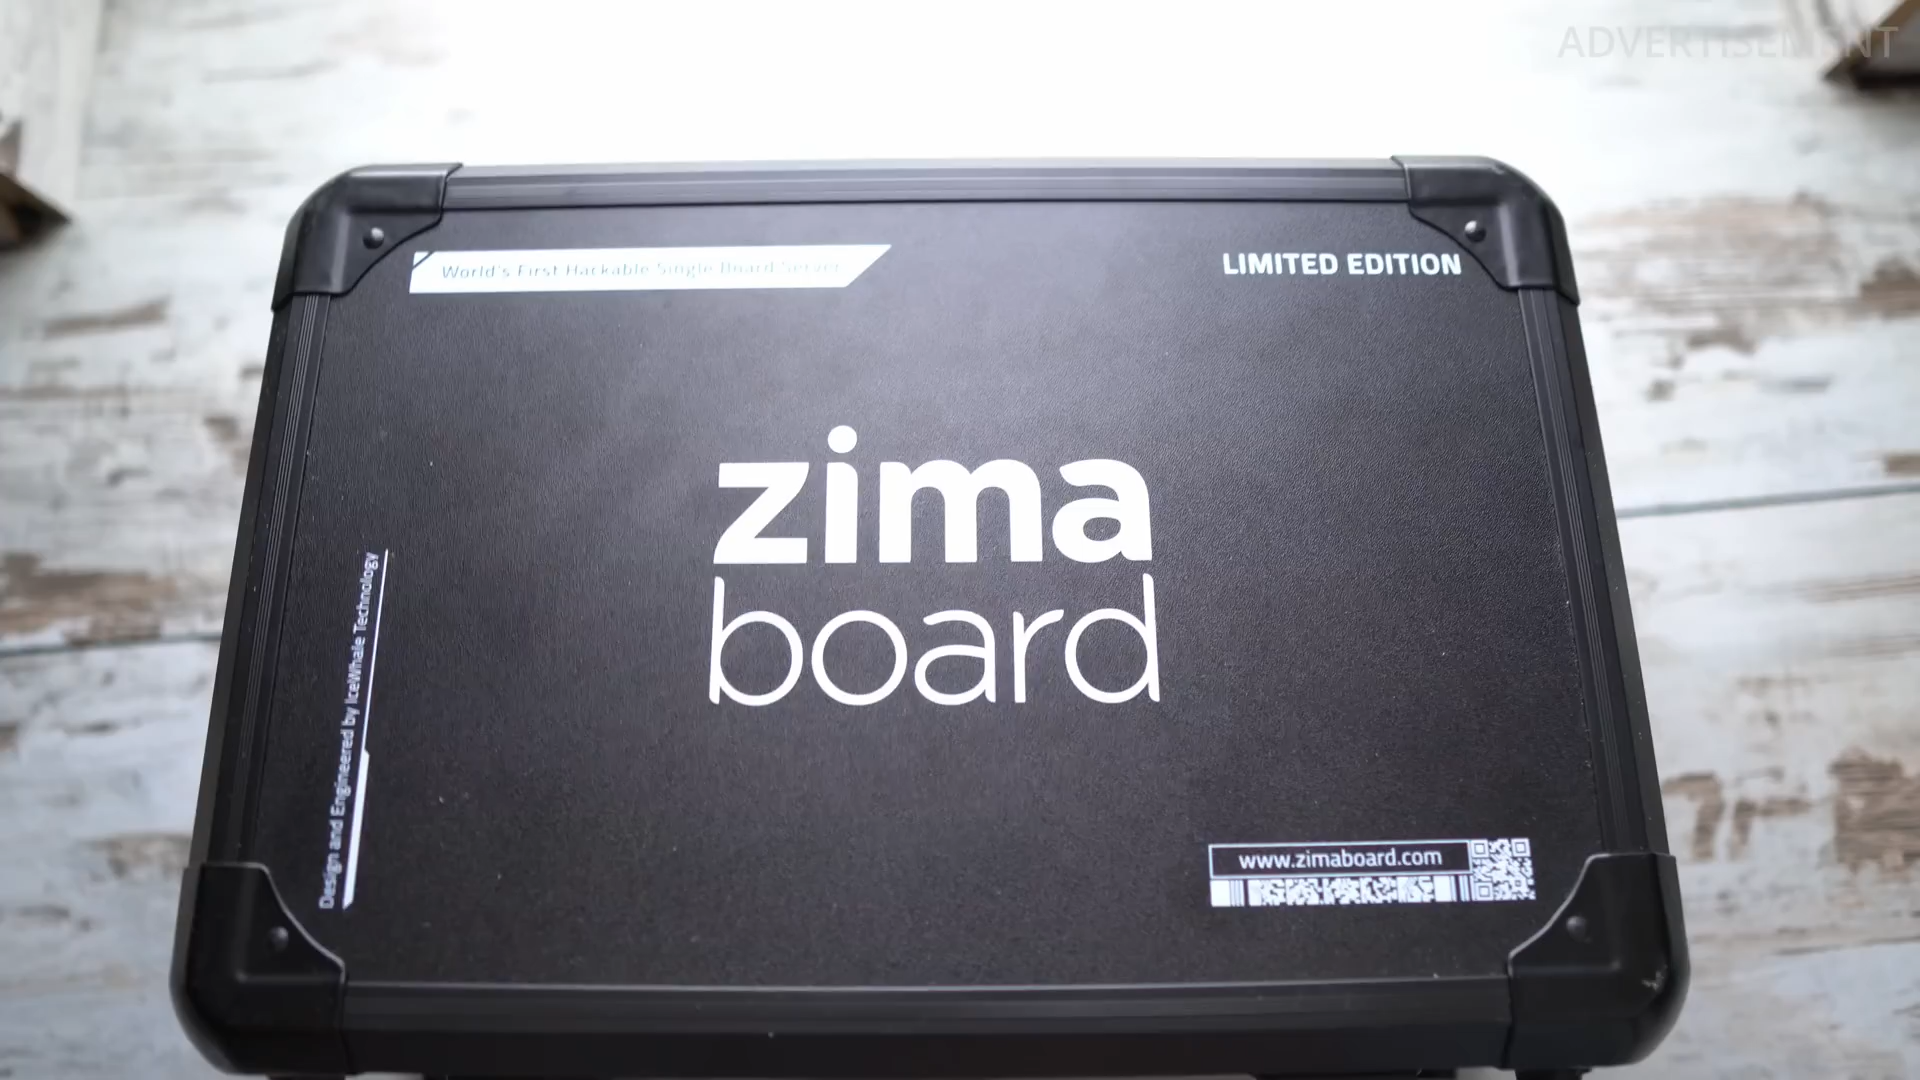 ADVERTISEMENT
World's First Hackable Single Board Server
LIMITED EDITION
zima
board
Design and Engineered by IceWhale Technology
www.zimaboard.com